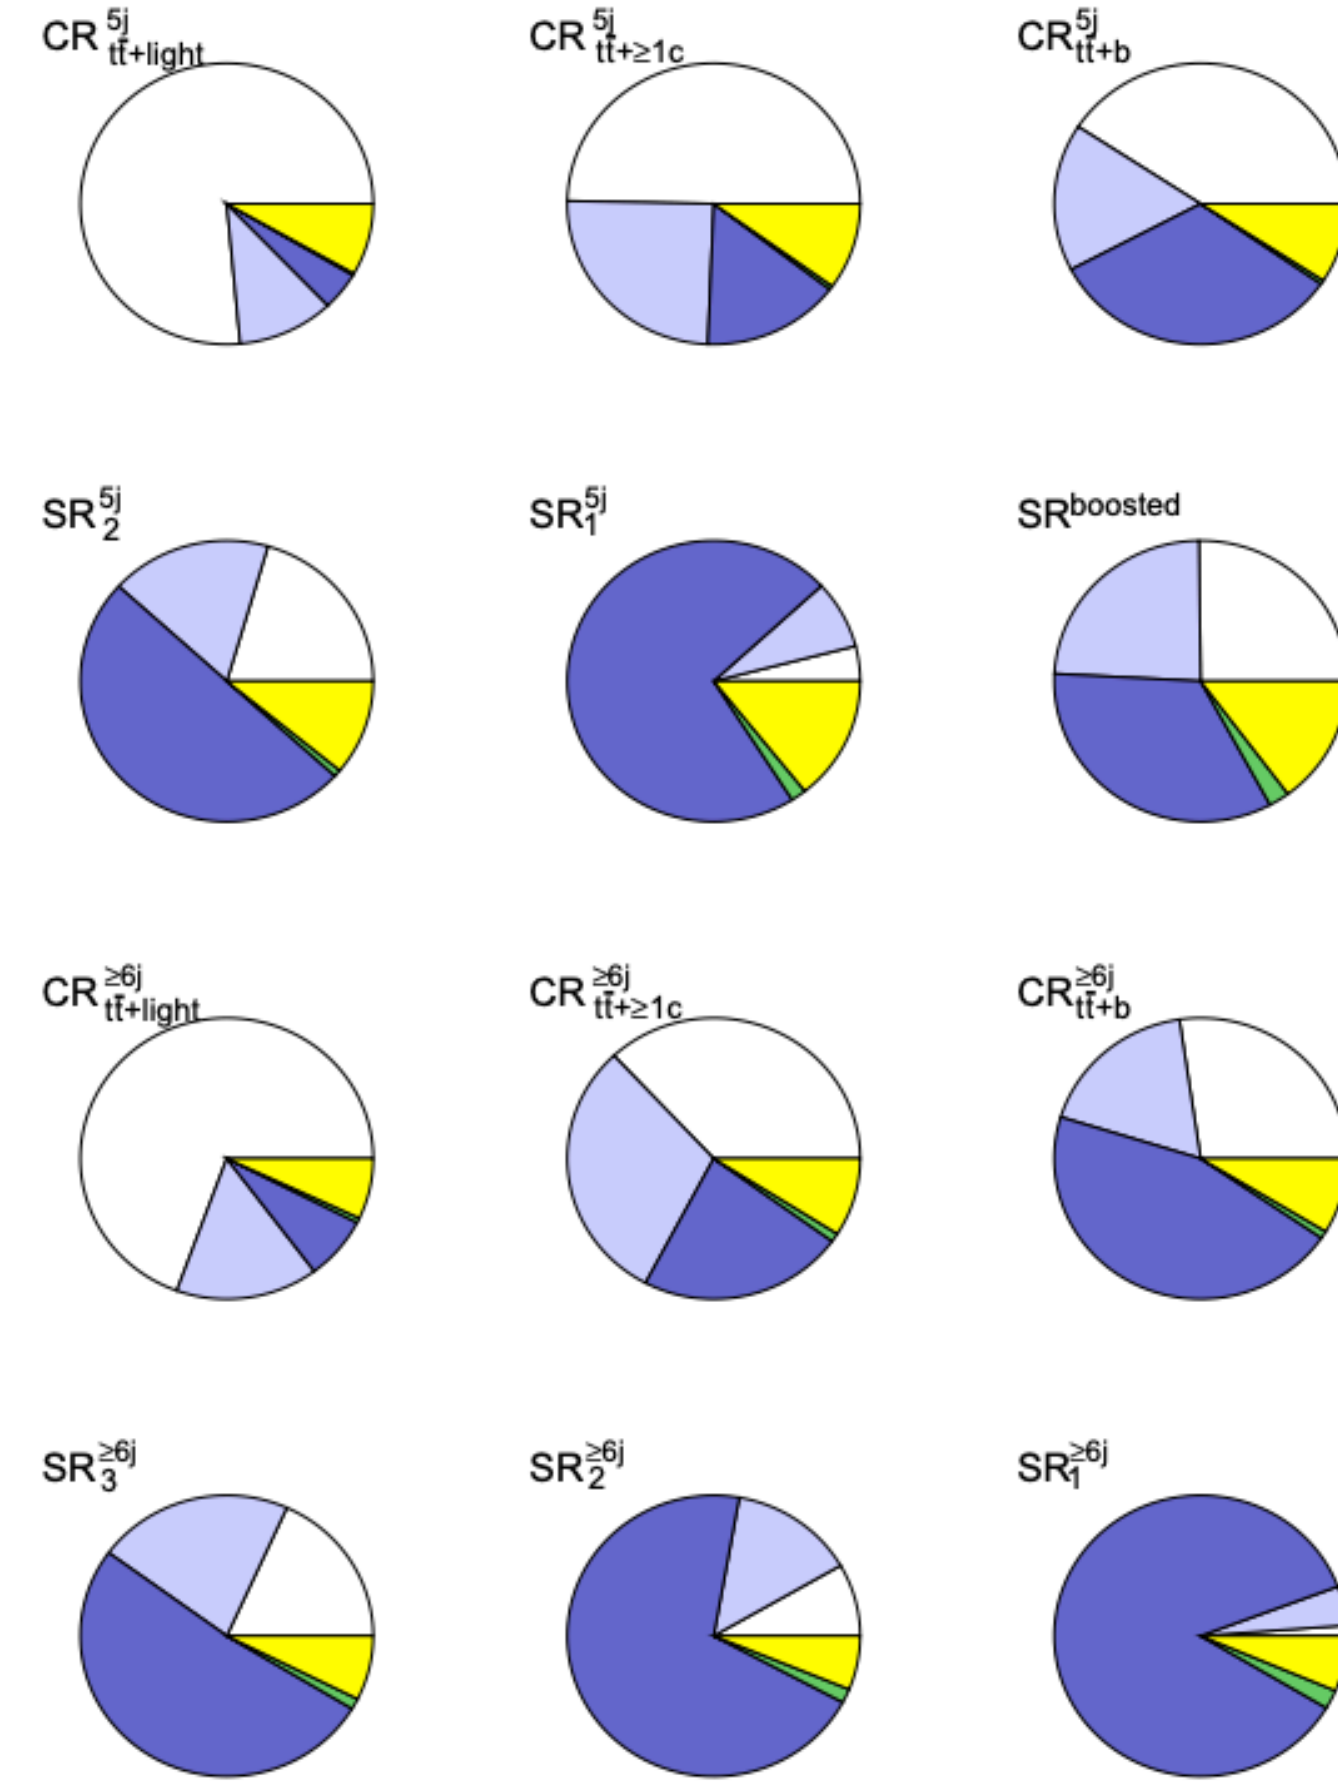 CR 5j tt̄+light
CR 5j tt̄+≥1c
CR 5j tt̄+b
SR 5j 2
SR 5j 1
SR boosted
CR ≥6j tt̄+light
CR ≥6j tt̄+≥1c
CR ≥6j tt̄+b
SR ≥6j 3
SR ≥6j 2
SR ≥6j 1